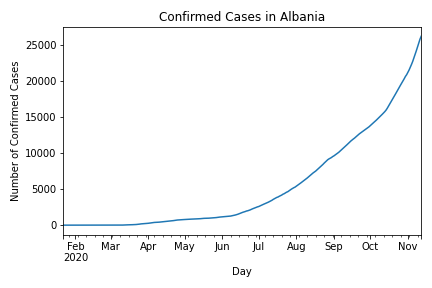 Confirmed Cases in Albania
Number of Confirmed Cases
25000
20000
15000
10000
5000
0
Feb Mar Apr May Jun Jul Aug Sep Oct Nov
2020
Day